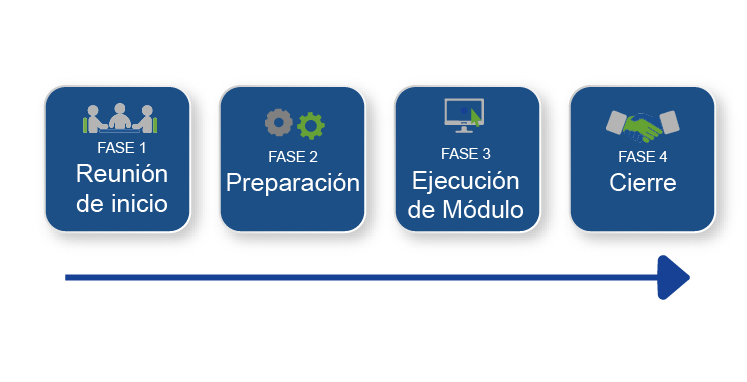 FASE 1
Reunión
de inicio
FASE 2
Preparación
FASE 3
Ejecución
de Módulo
FASE 4
Cierre